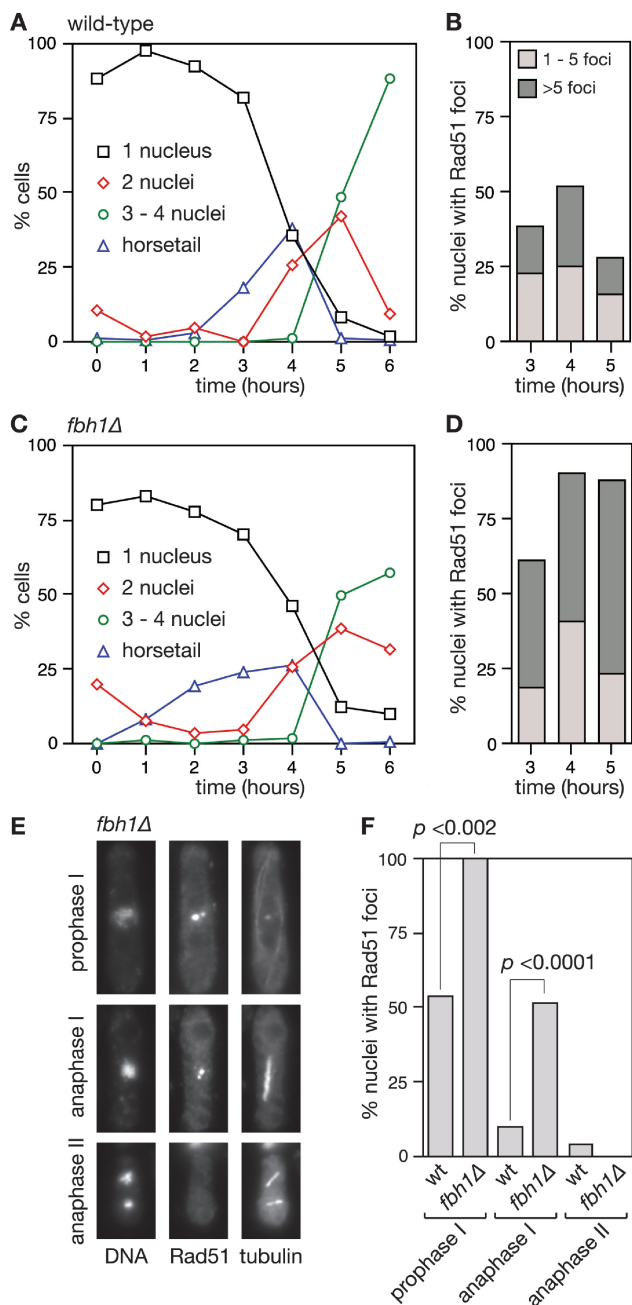 A wild-type
100
75
50
25
0
% cells
1 nucleus
2 nuclei
3 - 4 nuclei
horsetail
0 1 2 3 4 5 6
time (hours)
B
100
75
50
25
0
% nuclei with Rad51 foci
1 - 5 foci
>5 foci
3 4 5
time (hours)
C fbh1Δ
100
75
50
25
0
% cells
1 nucleus
2 nuclei
3 - 4 nuclei
horsetail
0 1 2 3 4 5 6
time (hours)
D
100
75
50
25
0
% nuclei with Rad51 foci
3 4 5
time (hours)
E fbh1Δ
prophase I
anaphase I
anaphase II
DNA Rad51 tubulin
F
p <0.002
p <0.0001
100
75
50
25
0
% nuclei with Rad51 foci
wt fbh1Δ wt fbh1Δ wt fbh1Δ
prophase I anaphase I anaphase II